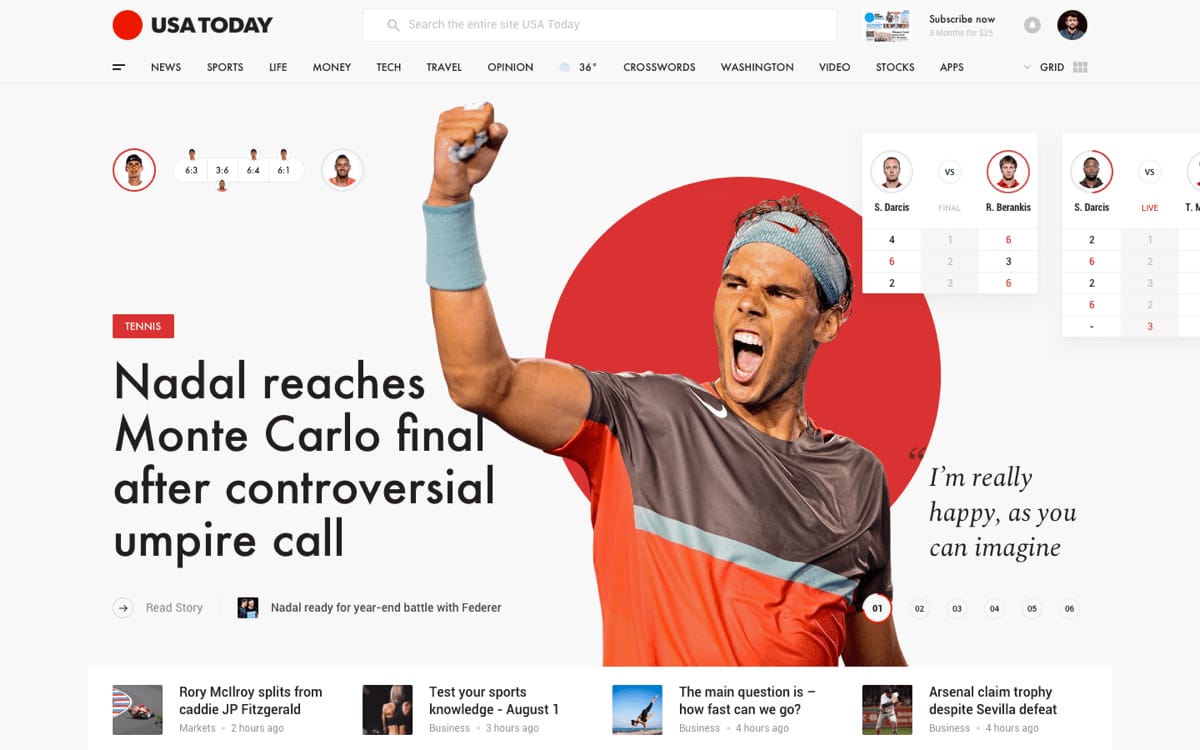 USA TODAY
Search the entire site USA Today
Subscribe now
3 Months for $25
NEWS SPORTS LIFE MONEY TECH TRAVEL OPINION 36° CROSSWORDS WASHINGTON VIDEO STOCKS APPS GRID
6:3 3:6 6:4 6:1
VS
S. Darcis FINAL R. Berankis
4 1 6
6 2 3
2 3 6
VS
S. Darcis LIVE T. M
2 1
6 2
2 3
6 2
- 3
TENNIS
Nadal reaches
Monte Carlo final
after controversial
umpire call
“I’m really
happy, as you
can imagine
Read Story
Nadal ready for year-end battle with Federer
01 02 03 04 05 06
Rory McIlroy splits from
caddie JP Fitzgerald
Markets • 2 hours ago
Test your sports
knowledge - August 1
Business • 3 hours ago
The main question is –
how fast can we go?
Business • 4 hours ago
Arsenal claim trophy
despite Sevilla defeat
Business • 4 hours ago